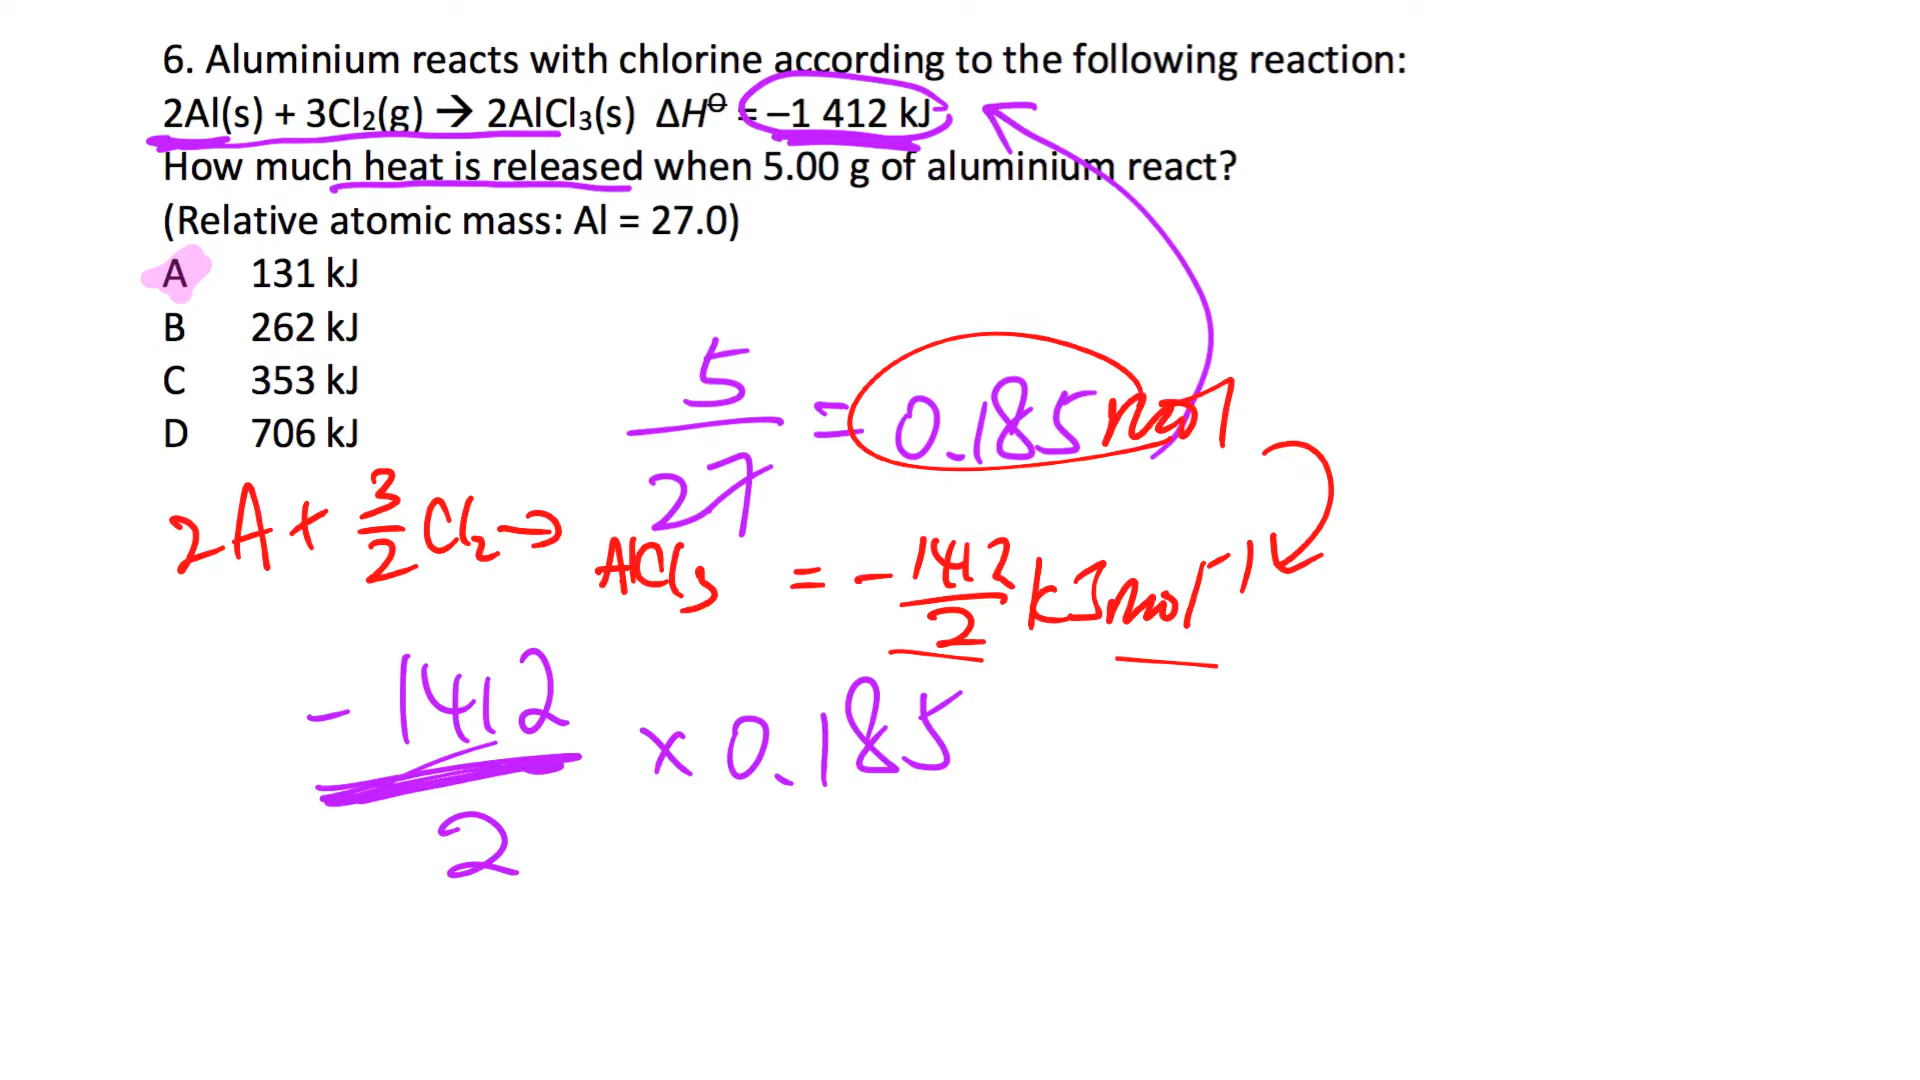 6. Aluminium reacts with chlorine according to the following reaction:
2Al(s) + 3Cl₂(g) → 2AlCl₃(s) ΔH⦵ = –1 412 kJ
How much heat is released when 5.00 g of aluminium react?
(Relative atomic mass: Al = 27.0)
A 131 kJ
B 262 kJ
C 353 kJ
D 706 kJ
5/27 = 0.185 mol
2A + 3/2 Cl₂ → AlCl₃ = -1412/2 kJmol⁻¹
-1412/2 × 0.185